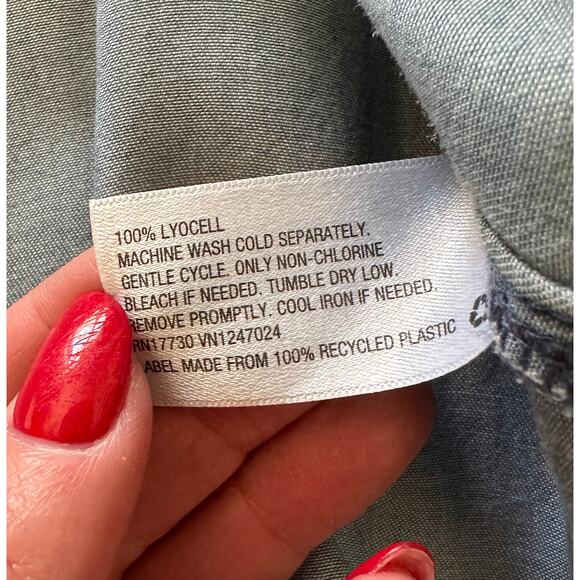 100% LYOCELL
MACHINE WASH COLD SEPARATELY.
GENTLE CYCLE. ONLY NON-CHLORINE
BLEACH IF NEEDED. TUMBLE DRY LOW.
REMOVE PROMPTLY. COOL IRON IF NEEDED.
RN17730 VN1247024
LABEL MADE FROM 100% RECYCLED PLASTIC